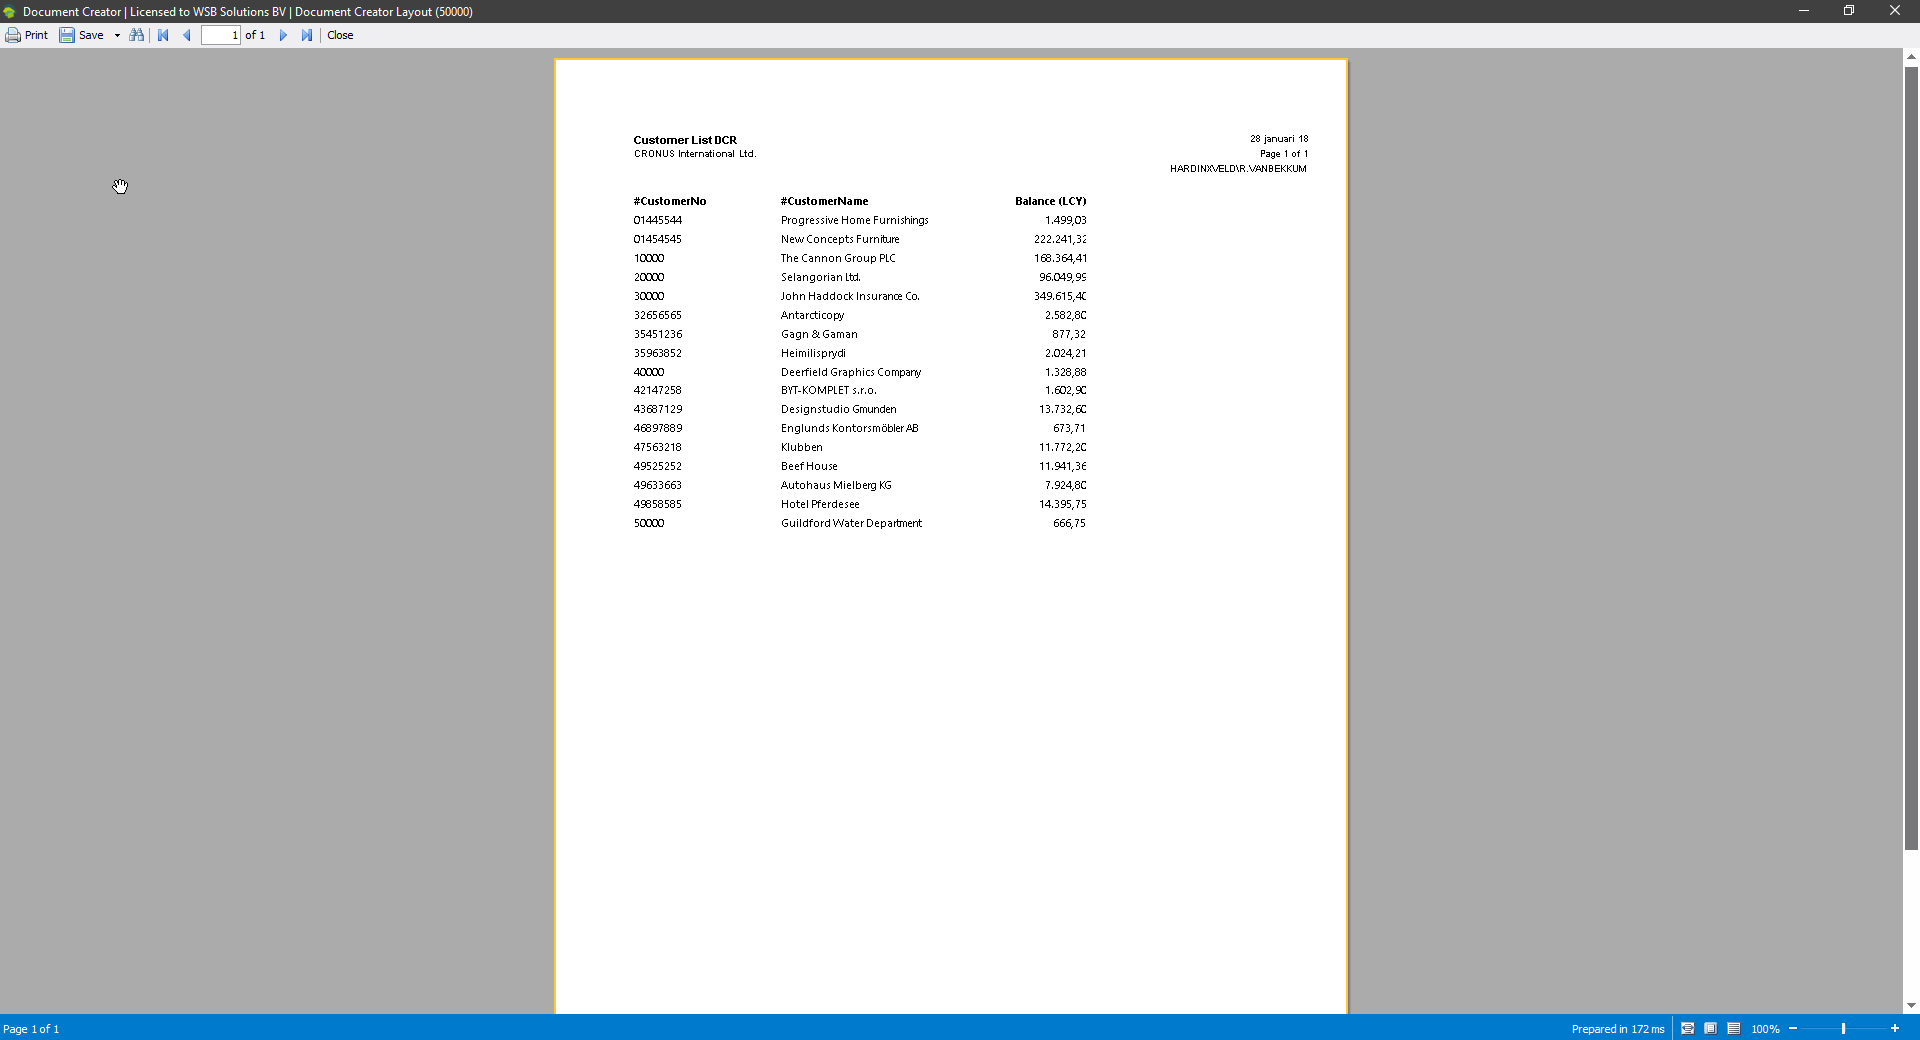 Document Creator | Licensed to WSB Solutions BV | Document Creator Layout (50000)
Print Save 1 of 1 Close
Customer List DCR 28 januari 18
CRONUS International Ltd. Page 1 of 1
HARDINXVELD\R.VANBEKKUM
#CustomerNo #CustomerName Balance (LCY)
01445544 Progressive Home Furnishings 1.499,03
01454545 New Concepts Furniture 222.241,32
10000 The Cannon Group PLC 168.364,41
20000 Selangorian Ltd. 96.049,99
30000 John Haddock Insurance Co. 349.615,40
32656565 Antarcticopy 2.582,80
35451236 Gagn & Gaman 877,32
35963852 Heimilisprydi 2.024,21
40000 Deerfield Graphics Company 1.328,88
42147258 BYT-KOMPLET s.r.o. 1.602,90
43687129 Designstudio Gmunden 13.732,60
46897889 Englunds Kontorsmöbler AB 673,71
47563218 Klubben 11.772,20
49525252 Beef House 11.941,36
49633663 Autohaus Mielberg KG 7.924,80
49858585 Hotel Pferdesee 14.395,75
50000 Guildford Water Department 666,75
Page 1 of 1 Prepared in 172 ms 100%